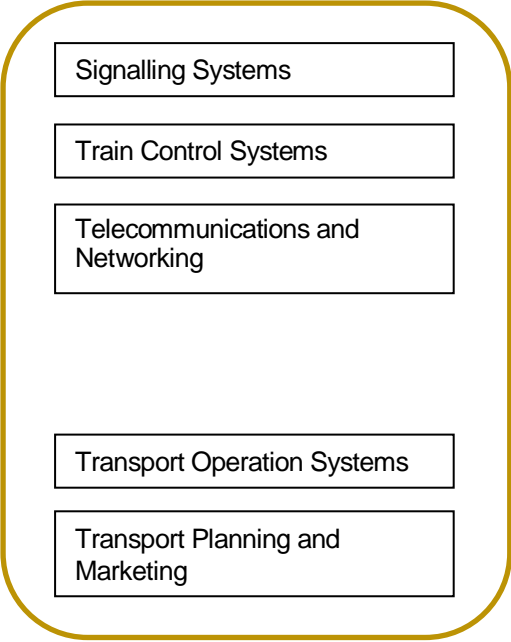 Signalling Systems
Train Control Systems
Telecommunications and
Networking
Transport Operation Systems
Transport Planning and
Marketing